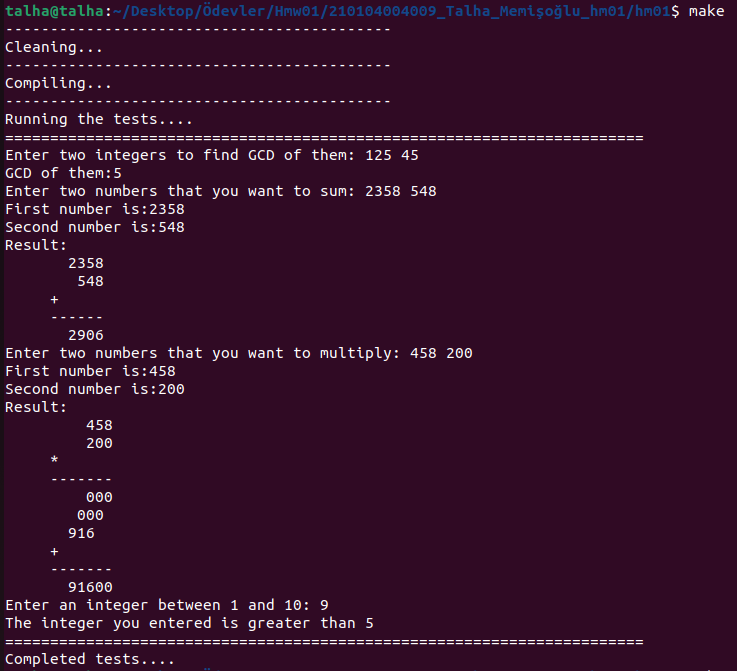 talha@talha:~/Desktop/Ödevler/Hmw01/210104004009_Talha_Memişoğlu_hm01/hm01$ make
-------------------------------------------
Cleaning...
-------------------------------------------
Compiling...
-------------------------------------------
Running the tests....
=======================================================================
Enter two integers to find GCD of them: 125 45
GCD of them:5
Enter two numbers that you want to sum: 2358 548
First number is:2358
Second number is:548
Result:
       2358
        548
     +
     ------
       2906
Enter two numbers that you want to multiply: 458 200
First number is:458
Second number is:200
Result:
         458
         200
     *
     -------
         000
        000
       916
     +
     -------
       91600
Enter an integer between 1 and 10: 9
The integer you entered is greater than 5
=======================================================================
Completed tests....